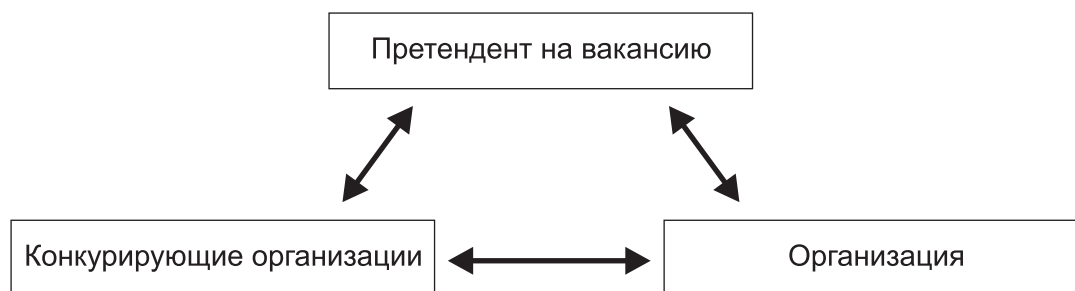 Претендент на вакансию
Конкурирующие организации
Организация